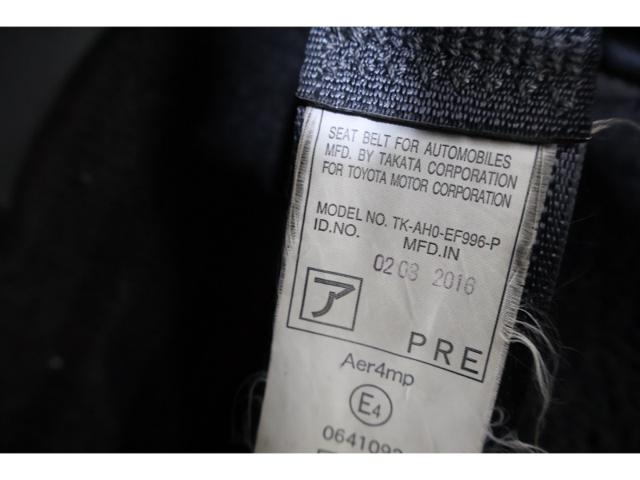 SEAT BELT FOR AUTOMOBILES
MFD. BY TAKATA CORPORATION
FOR TOYOTA MOTOR CORPORATION
MODEL NO. TK-AH0-EF996-P
ID.NO. MFD.IN
02 03 2016
ア
PRE
Aer4mp
E4